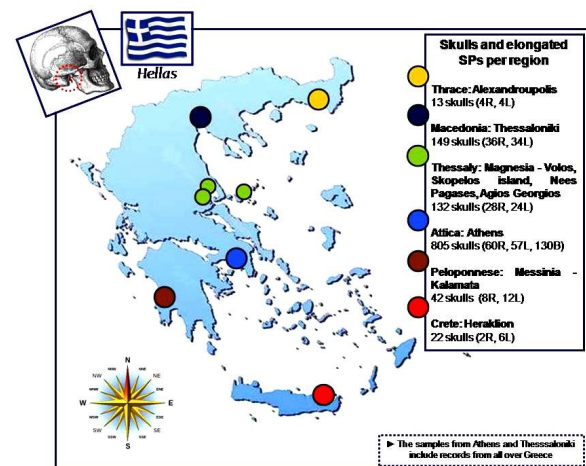 Hellas
Skulls and elongated
SPs per region
Thrace: Alexandroupolis
13 skulls (4R, 4L)
Macedonia: Thessaloniki
149 skulls (36R, 34L)
Thessaly: Magnesia - Volos,
Skopelos island, Nees
Pagases, Agios Georgios
132 skulls (28R, 24L)
Attica: Athens
805 skulls (60R, 57L, 130B)
Peloponnese: Messinia -
Kalamata
42 skulls (8R, 12L)
Crete: Heraklion
22 skulls (2R, 6L)
N
NW NE
W E
SW SE
S
► The samples from Athens and Thesssaloniki
include records from all over Greece